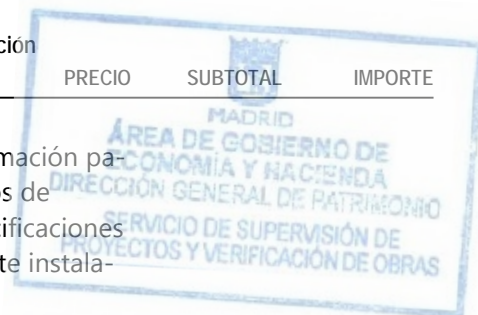 ción
PRECIO SUBTOTAL IMPORTE
MADRID
ÁREA DE GOBIERNO DE
ECONOMÍA Y HACIENDA
DIRECCIÓN GENERAL DE PATRIMONIO
SERVICIO DE SUPERVISIÓN DE
PROYECTOS Y VERIFICACIÓN DE OBRAS
mación pa-
os de
ificaciones
te instala-